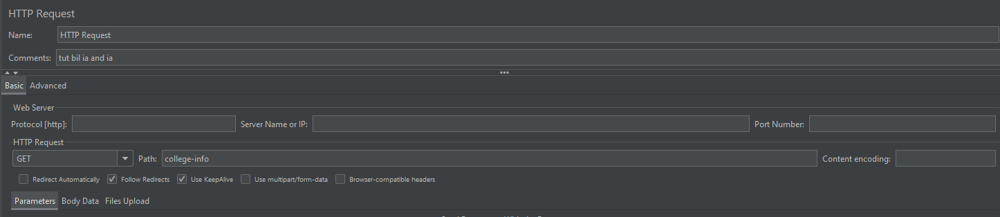 HTTP Request
Name: HTTP Request
Comments: tut bil ia and ia
Basic Advanced
Web Server
Protocol [http]: Server Name or IP: Port Number:
HTTP Request
GET Path: college-info Content encoding:
Redirect Automatically Follow Redirects Use KeepAlive Use multipart/form-data Browser-compatible headers
Parameters Body Data Files Upload